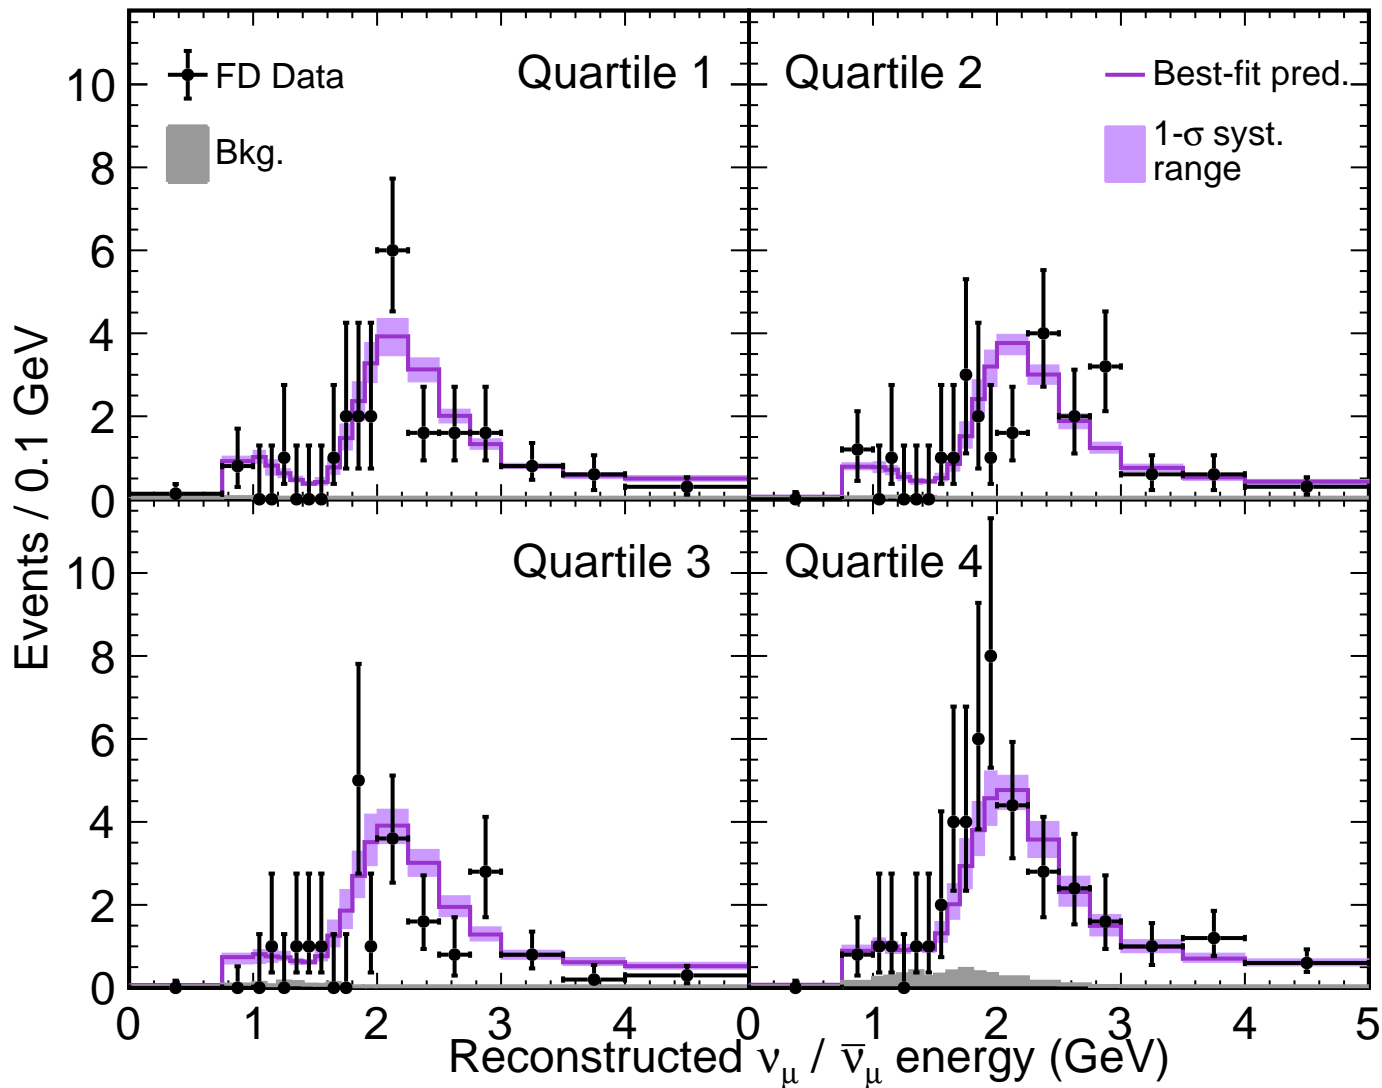 Quartile 1
FD Data
Bkg.
Quartile 2
Best-fit pred.
1-σ syst.
range
10
8
6
4
2
0
Quartile 3
Quartile 4
10
8
6
4
2
0
0 1 2 3 4 0 1 2 3 4 5
Events / 0.1 GeV
Reconstructed νμ / ν̅μ energy (GeV)